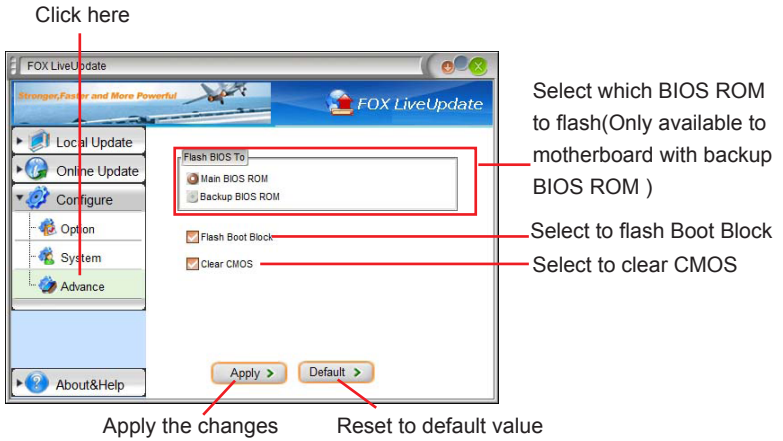 Click here
FOX LiveUpdate
Stronger,Faster and More Powerful
FOX LiveUpdate
Local Update
Online Update
Configure
Option
System
Advance
About&Help
Flash BIOS To
Main BIOS ROM
Backup BIOS ROM
Flash Boot Block
Clear CMOS
Apply
Default
Select which BIOS ROM
to flash(Only available to
motherboard with backup
BIOS ROM )
Select to flash Boot Block
Select to clear CMOS
Apply the changes
Reset to default value